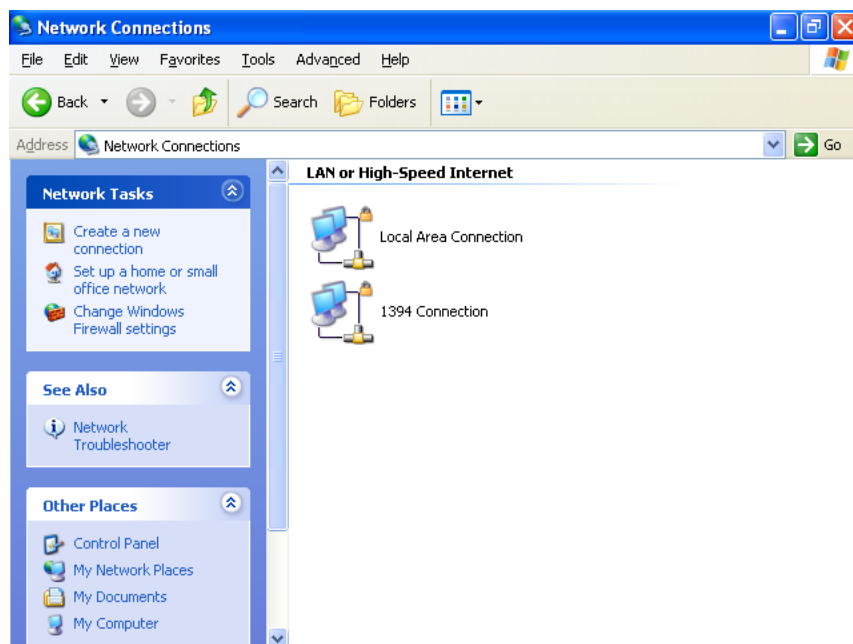 Network Connections
File Edit View Favorites Tools Advanced Help
Back Search Folders
Address Network Connections Go
Network Tasks
Create a new
connection
Set up a home or small
office network
Change Windows
Firewall settings
See Also
Network
Troubleshooter
Other Places
Control Panel
My Network Places
My Documents
My Computer
LAN or High-Speed Internet
Local Area Connection
1394 Connection